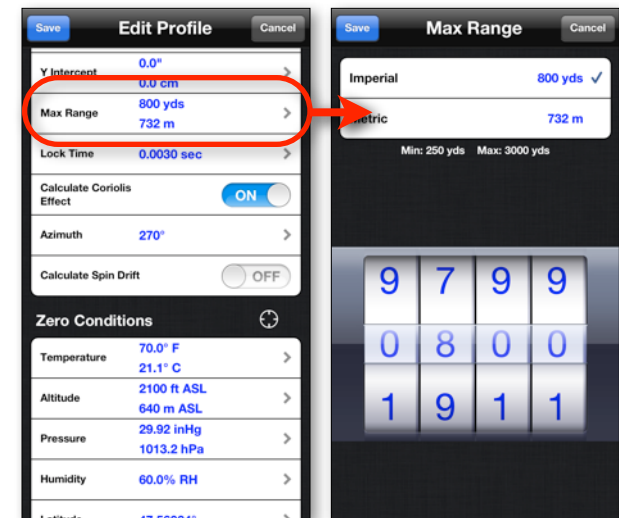 Save Edit Profile Cancel
Y Intercept 0.0"
0.0 cm
Max Range 800 yds
732 m
Lock Time 0.0030 sec
Calculate Coriolis
Effect ON
Azimuth 270°
Calculate Spin Drift OFF
Zero Conditions
Temperature 70.0° F
21.1° C
Altitude 2100 ft ASL
640 m ASL
Pressure 29.92 inHg
1013.2 hPa
Humidity 60.0% RH
Latitude
Save Max Range Cancel
Imperial 800 yds ✓
Metric 732 m
Min: 250 yds Max: 3000 yds
9 7 9 9
0 8 0 0
1 9 1 1